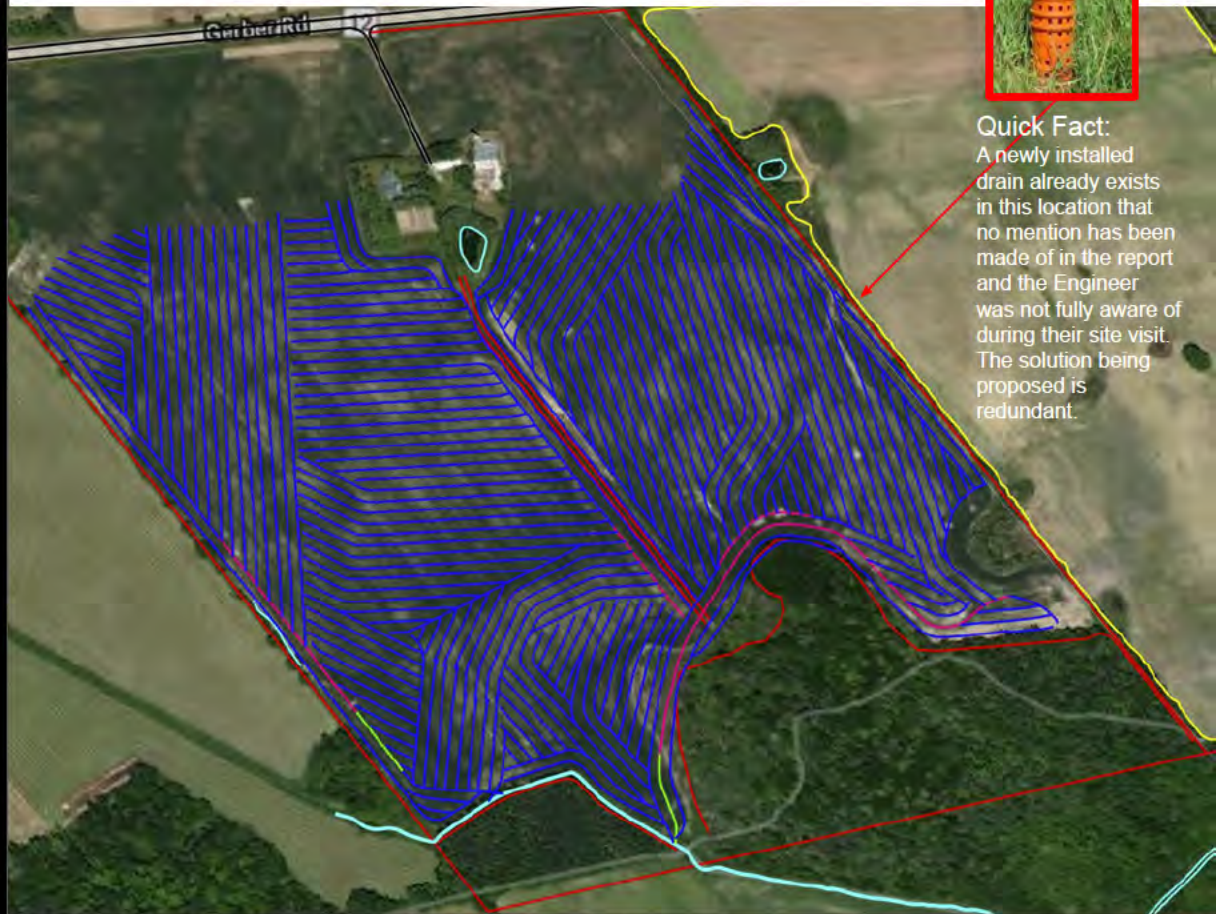 Gerber Rd
12
Quick Fact:
A newly installed
drain already exists
in this location that
no mention has been
made of in the report
and the Engineer
was not fully aware of
during their site visit.
The solution being
proposed is
redundant.